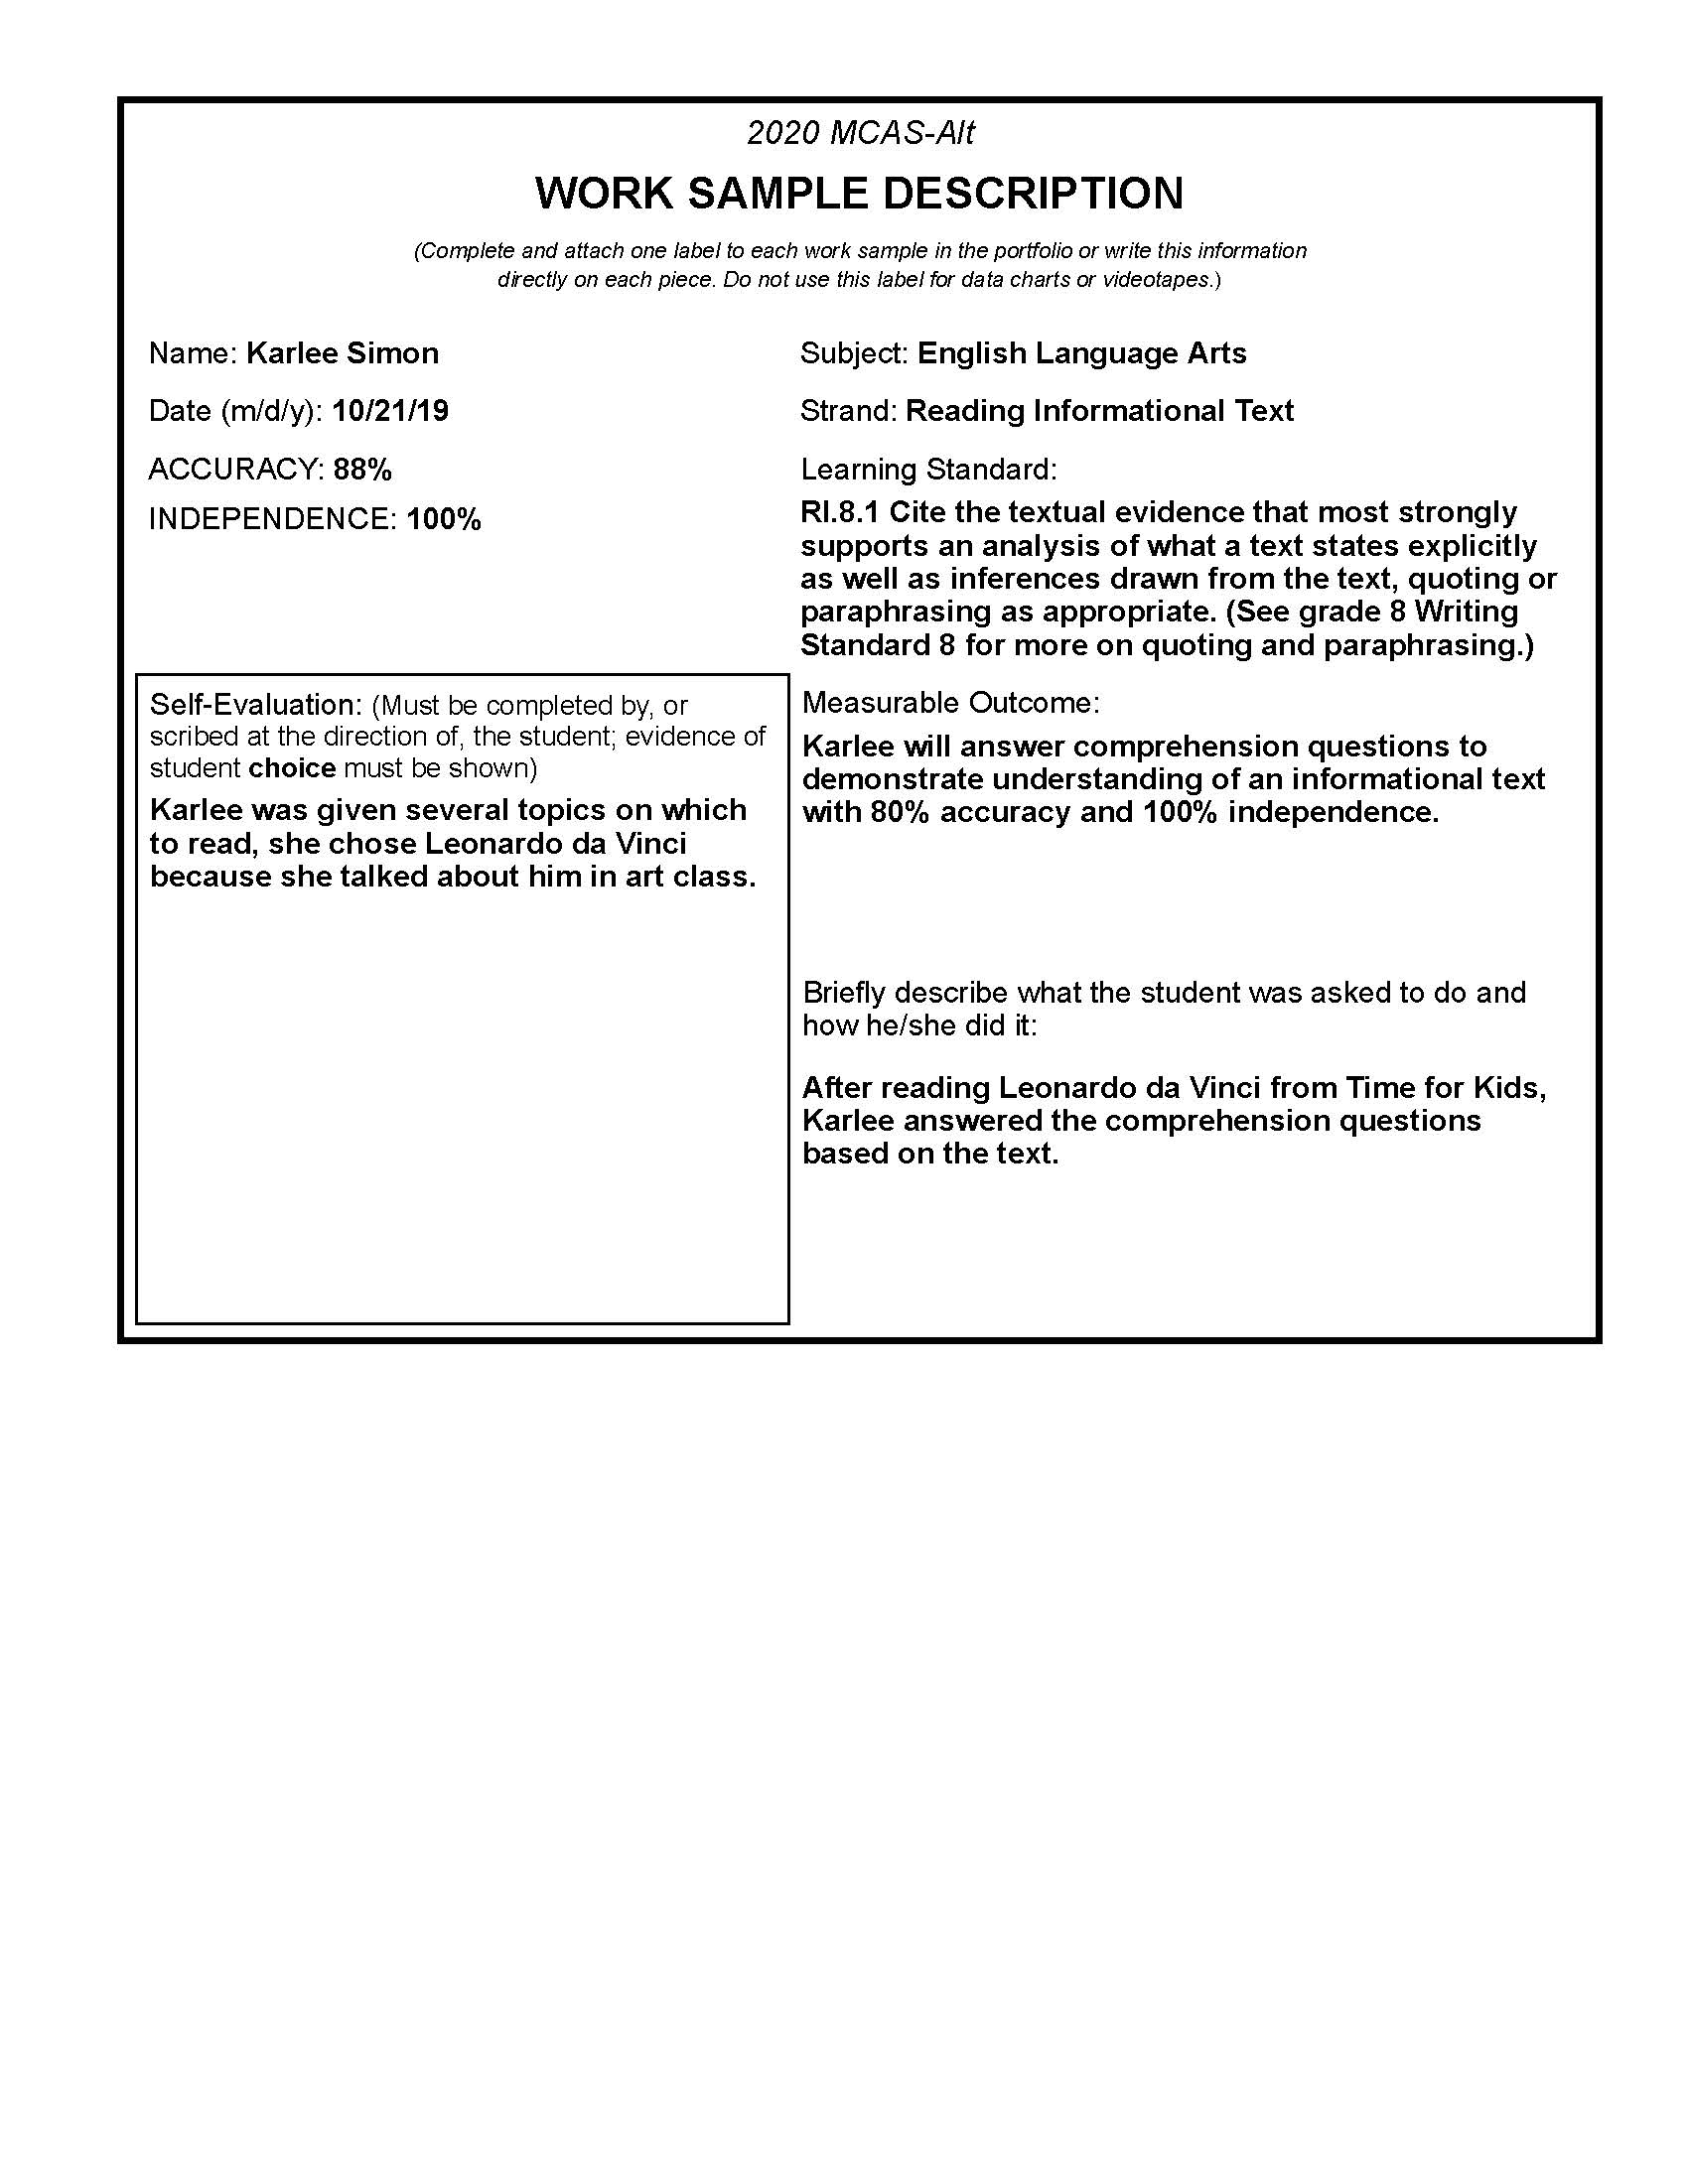 2020 MCAS-Alt
WORK SAMPLE DESCRIPTION
(Complete and attach one label to each work sample in the portfolio or write this information
directly on each piece. Do not use this label for data charts or videotapes.)
Name: Karlee Simon
Date (m/d/y): 10/21/19
ACCURACY: 88%
INDEPENDENCE: 100%
Self-Evaluation: (Must be completed by, or
scribed at the direction of, the student; evidence of
student choice must be shown)
Karlee was given several topics on which
to read, she chose Leonardo da Vinci
because she talked about him in art class.
Subject: English Language Arts
Strand: Reading Informational Text
Learning Standard:
RI.8.1 Cite the textual evidence that most strongly
supports an analysis of what a text states explicitly
as well as inferences drawn from the text, quoting or
paraphrasing as appropriate. (See grade 8 Writing
Standard 8 for more on quoting and paraphrasing.)
Measurable Outcome:
Karlee will answer comprehension questions to
demonstrate understanding of an informational text
with 80% accuracy and 100% independence.
Briefly describe what the student was asked to do and
how he/she did it:
After reading Leonardo da Vinci from Time for Kids,
Karlee answered the comprehension questions
based on the text.